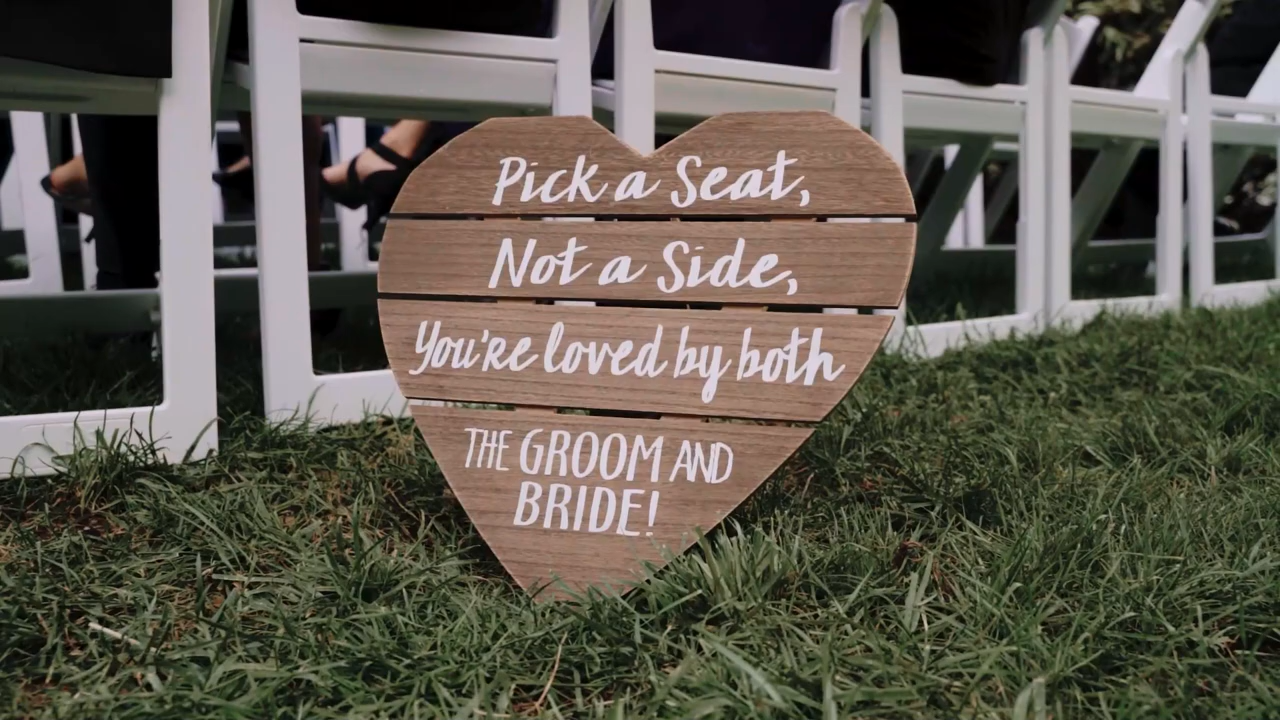 Pick a Seat,
Not a Side,
You're loved by both
THE GROOM AND
BRIDE!